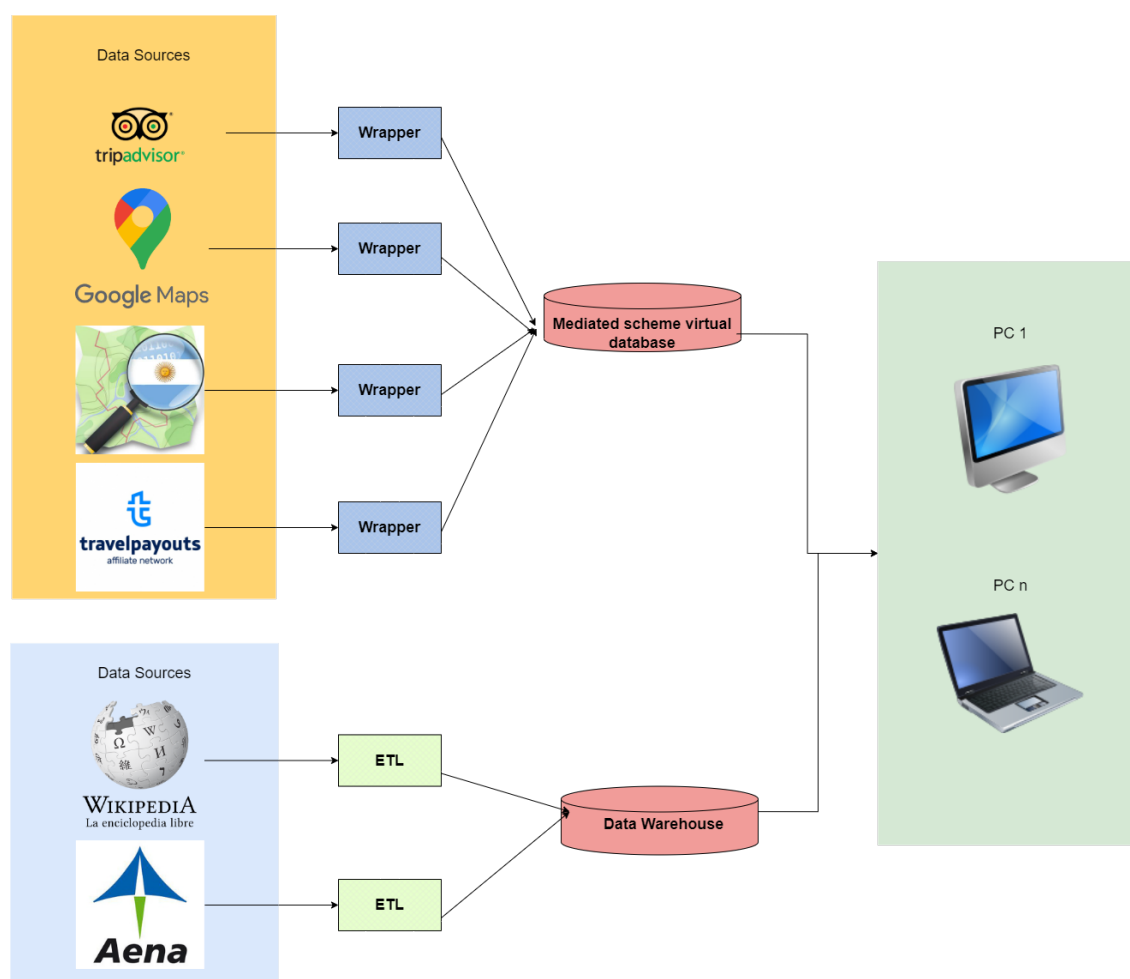 Data Sources
tripadvisor®
Wrapper
Google Maps
Wrapper
Wrapper
travelpayouts
affiliate network
Wrapper
Mediated scheme virtual
database
PC 1
PC n
Data Sources
Ω
W
И
維
WIKIPEDIA
La enciclopedia libre
ETL
Aena
ETL
Data Warehouse